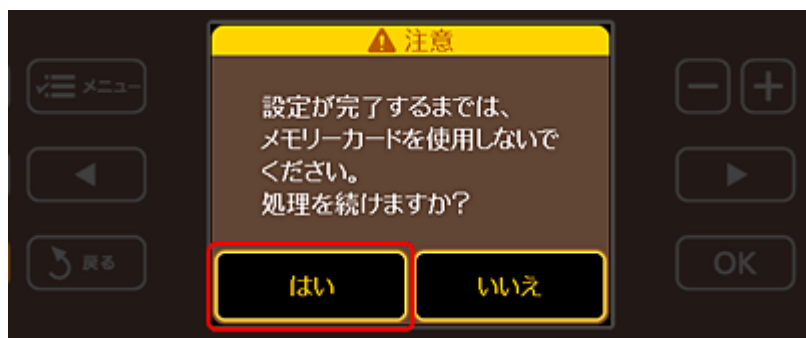 注意
メニュー
設定が完了するまでは、
メモリーカードを使用しないで
ください。
処理を続けますか?
戻る
はい
いいえ
OK